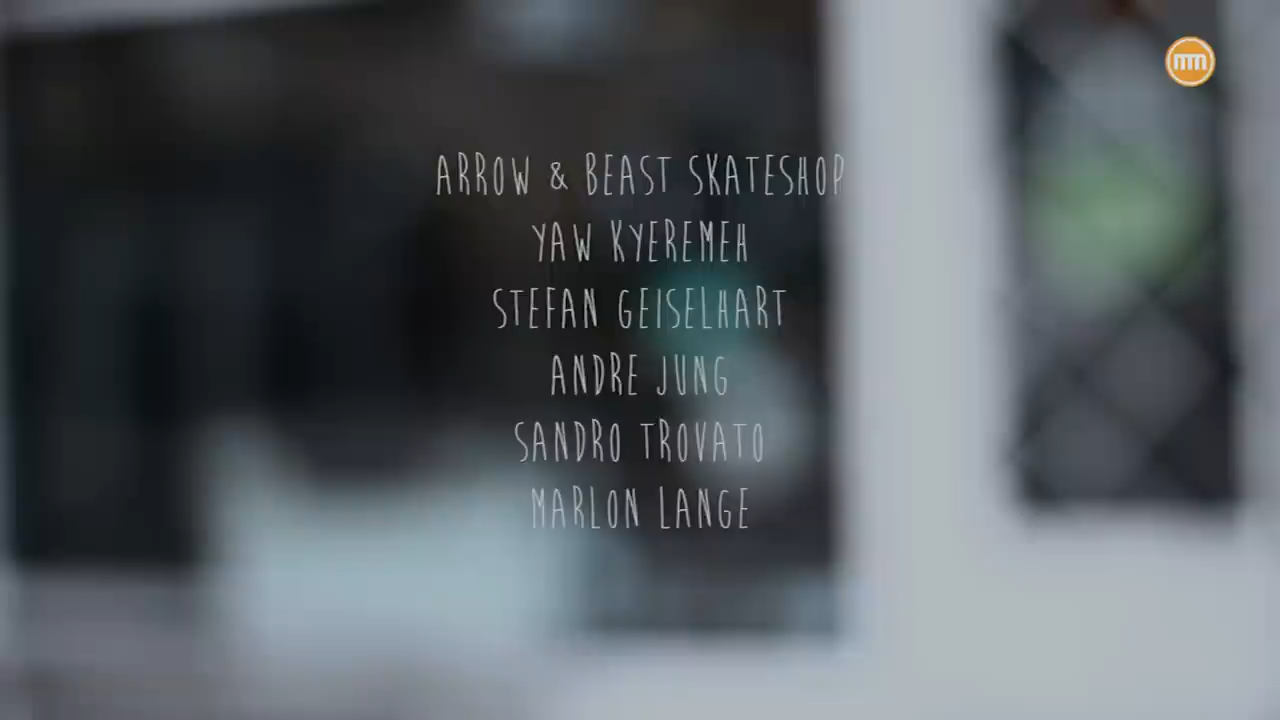 ARROW & BEAST SKATESHOP
YAW KYEREMEH
STEFAN GEISELHART
ANDRE JUNG
SANDRO TROVATO
MARLON LANGE